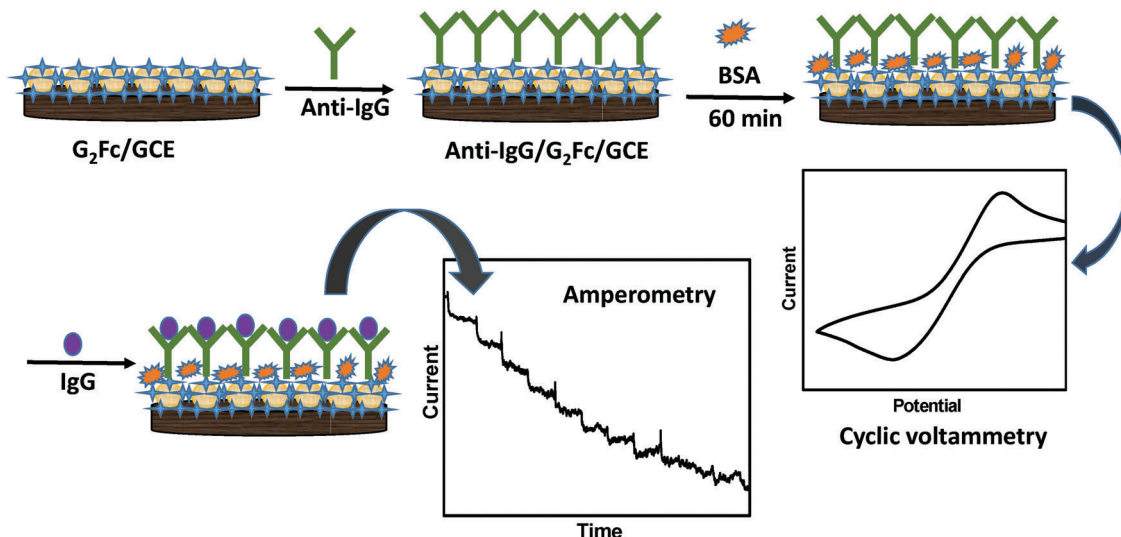 Anti-IgG
BSA
60 min
G₂Fc/GCE
Anti-IgG/G₂Fc/GCE
Current
Potential
Cyclic voltammetry
IgG
Amperometry
Current
Time